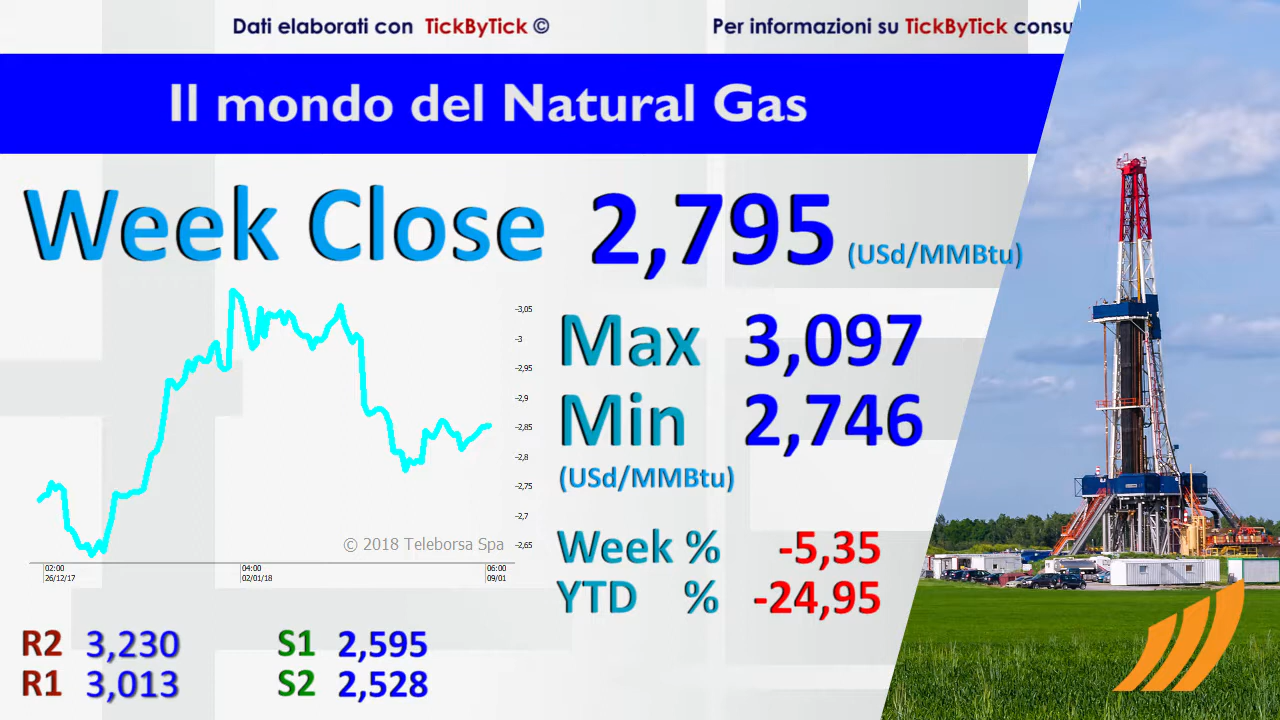 Dati elaborati con TickByTick ©
Per informazioni su TickByTick consu
Il mondo del Natural Gas
Week Close 2,795 (USd/MMBtu)
Max 3,097
Min 2,746
(USd/MMBtu)
Week % -5,35
YTD % -24,95
3,05
3
2,95
2,9
2,85
2,8
2,75
2,7
2,65
© 2018 Teleborsa Spa
02:00 04:00 06:00
26/12/17 02/01/18 09/01
R2 3,230 S1 2,595
R1 3,013 S2 2,528